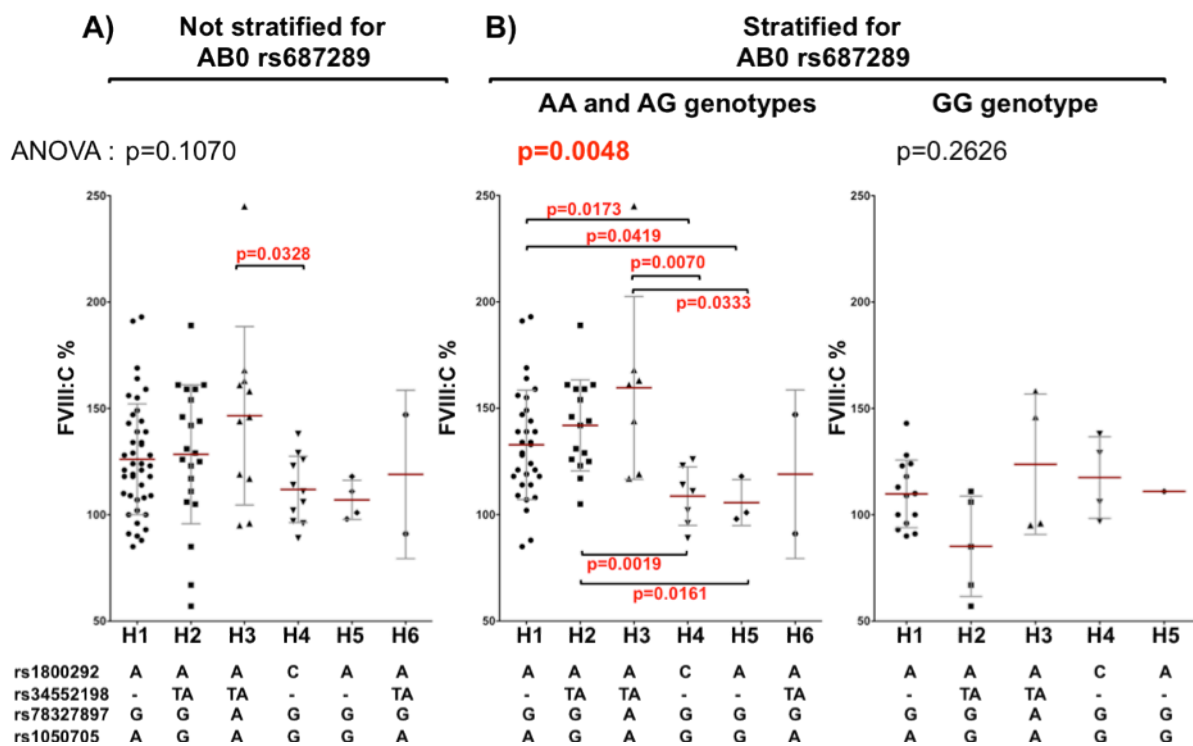 A) Not stratified for
AB0 rs687289
B) Stratified for
AB0 rs687289
AA and AG genotypes GG genotype
ANOVA : p=0.1070 p=0.0048 p=0.2626
250 250 250
p=0.0173
p=0.0419
p=0.0328 p=0.0070
p=0.0333
200 200 200
FVIII:C % FVIII:C % FVIII:C %
150 150 150
100 100 100
p=0.0019
p=0.0161
50 50 50
H1 H2 H3 H4 H5 H6 H1 H2 H3 H4 H5 H6 H1 H2 H3 H4 H5
rs1800292 A A A C A A A A A C A A A A A C A
rs34552198 - TA TA - - TA - TA TA - - TA - TA TA - -
rs78327897 G G A G G G G G A G G G G G A G G
rs1050705 A G A G G A A G A G G A A G A G G